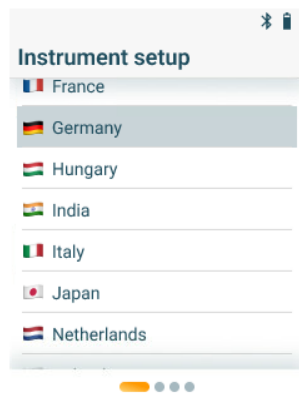 Instrument setup
France
Germany
Hungary
India
Italy
Japan
Netherlands